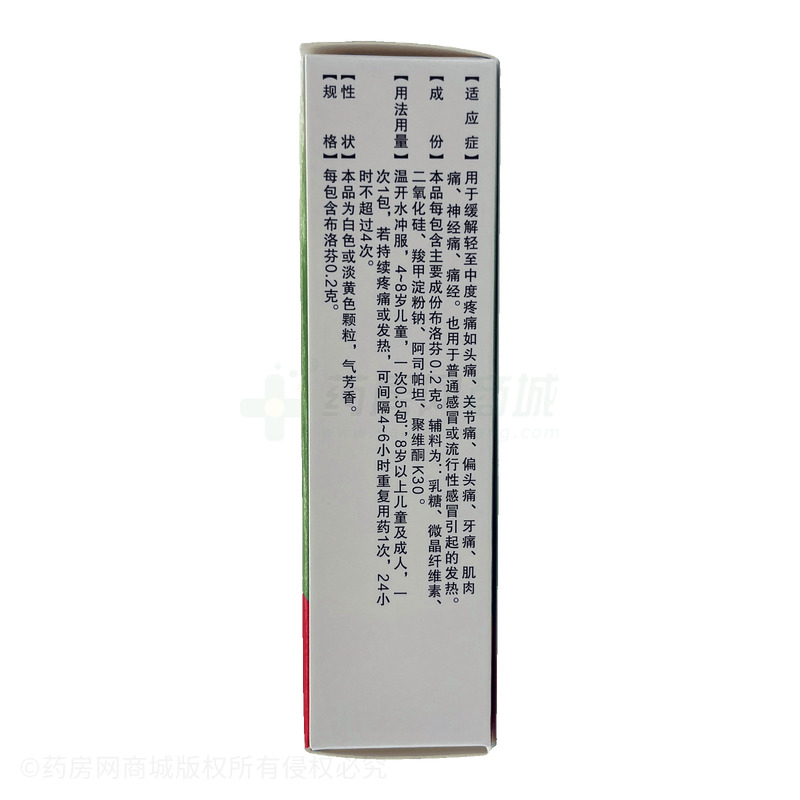 【适应症】用于缓解轻至中度疼痛如头痛、关节痛、偏头痛、牙痛、肌肉
痛、神经痛、痛经。也用于普通感冒或流行性感冒引起的发热。
【成份】本品每包含主要成份布洛芬0.2克。辅料为：乳糖、微晶纤维素、
二氧化硅、羧甲淀粉钠、阿司帕坦、聚维酮K30。
【用法用量】温开水冲服，4~8岁儿童，一次0.5包；8岁以上儿童及成人，一
次1包，若持续疼痛或发热，可间隔4~6小时重复用药1次，24小
时不超过4次。
【性状】本品为白色或淡黄色颗粒，气芳香。
【规格】每包含布洛芬0.2克。
©药房网商城版权所有侵权必究